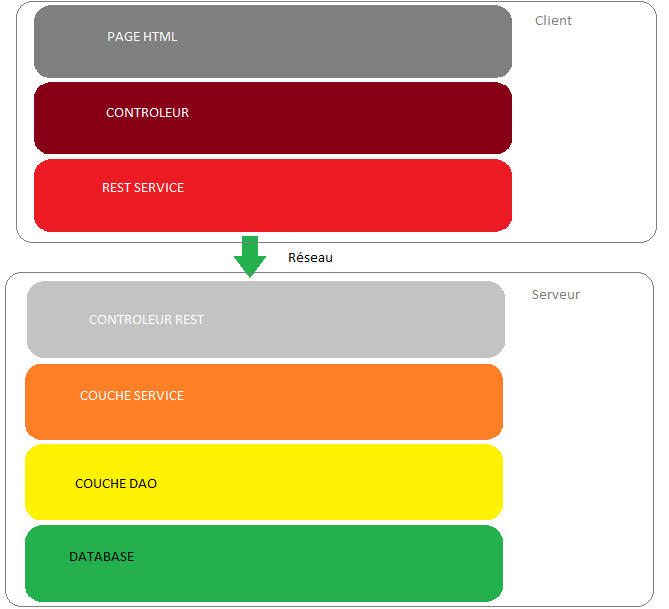 Client
PAGE HTML
CONTROLEUR
REST SERVICE
Réseau
Serveur
CONTROLEUR REST
COUCHE SERVICE
COUCHE DAO
DATABASE